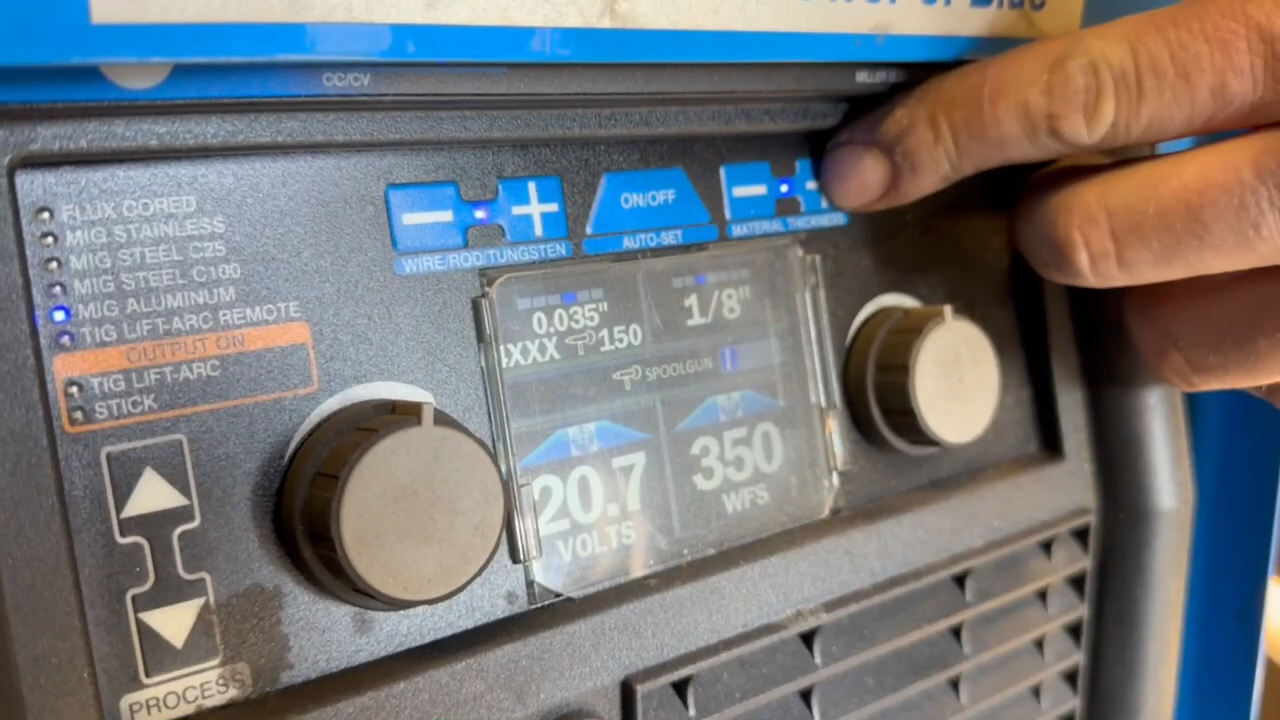 CC/CV
FLUX CORED
MIG STAINLESS
MIG STEEL C25
MIG STEEL C100
MIG ALUMINUM
TIG LIFT-ARC REMOTE
OUTPUT ON
TIG LIFT-ARC
STICK
PROCESS
WIRE/ROD/TUNGSTEN
ON/OFF
AUTO-SET
MATERIAL THICKNESS
0.035"
4XXX 150
1/8"
SPOOLGUN
20.7
VOLTS
350
WFS